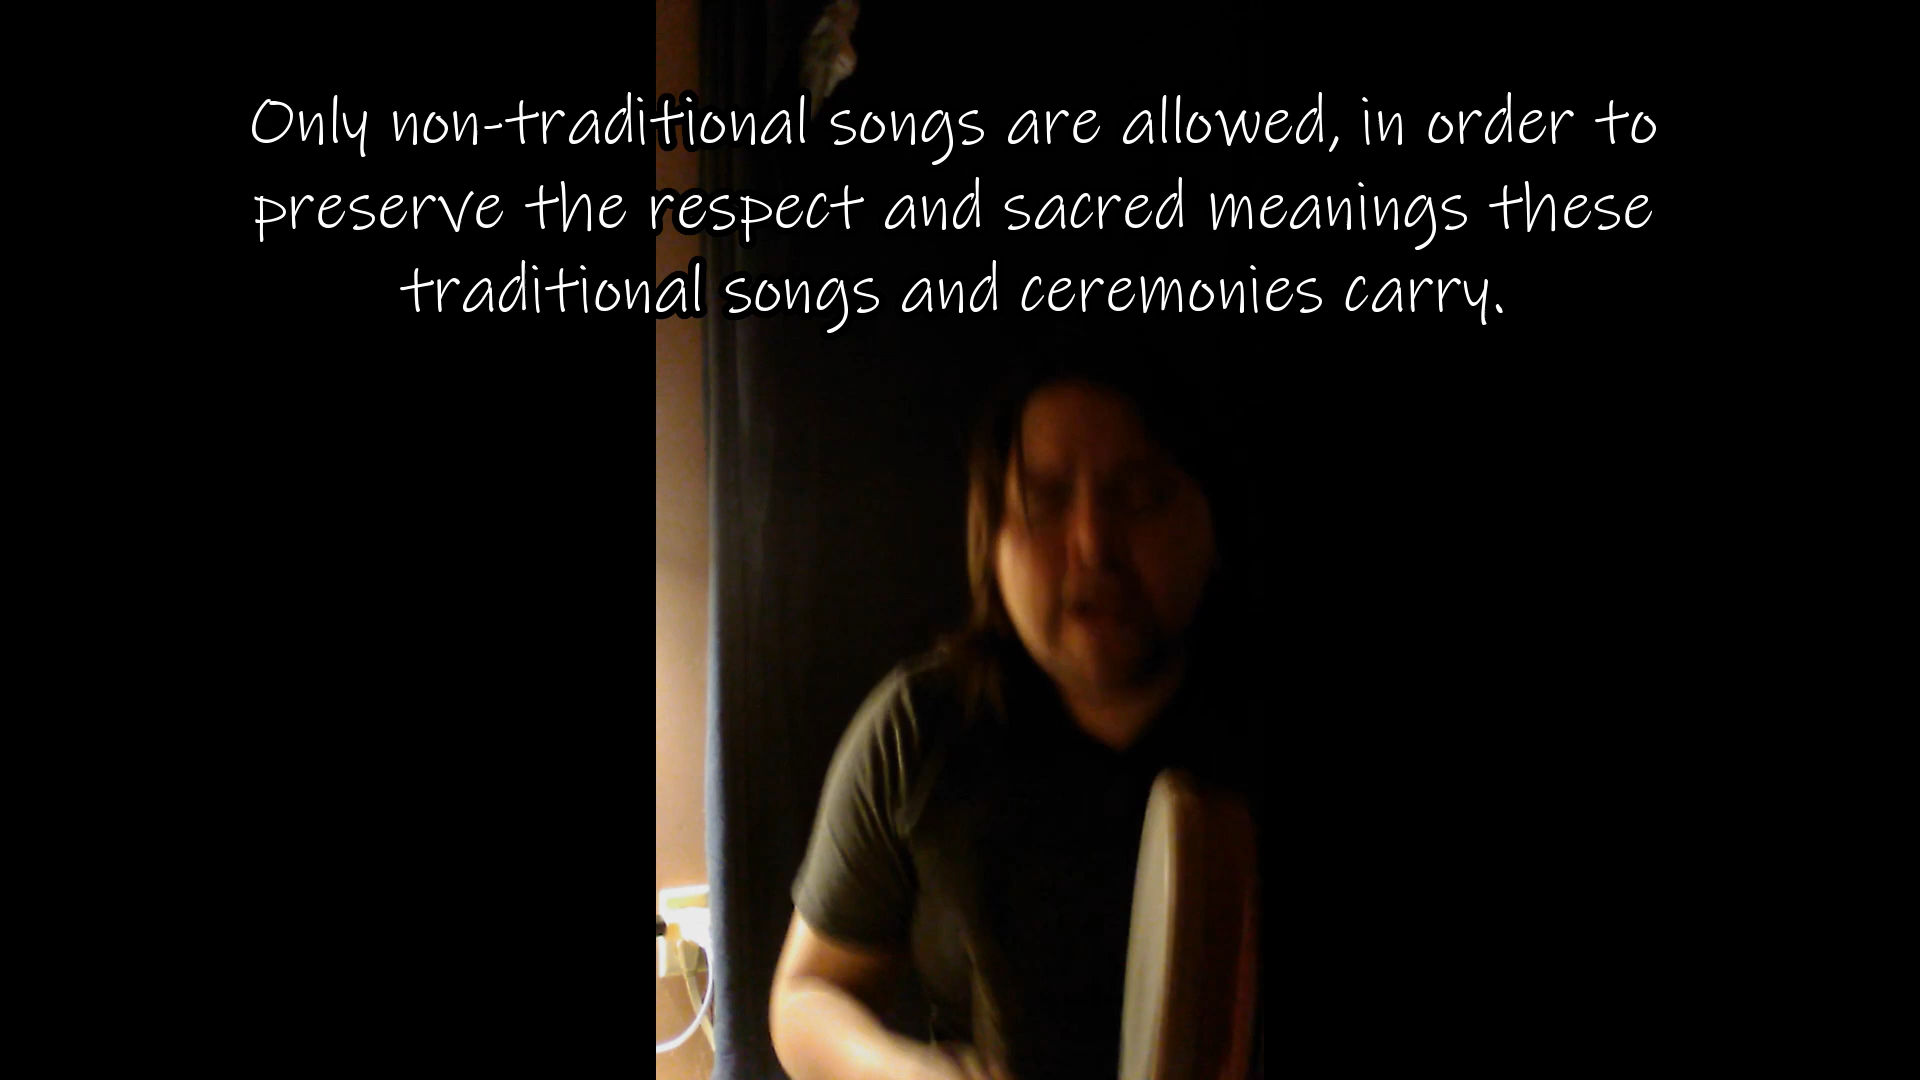 Only non-traditional songs are allowed, in order to
preserve the respect and sacred meanings these
traditional songs and ceremonies carry.